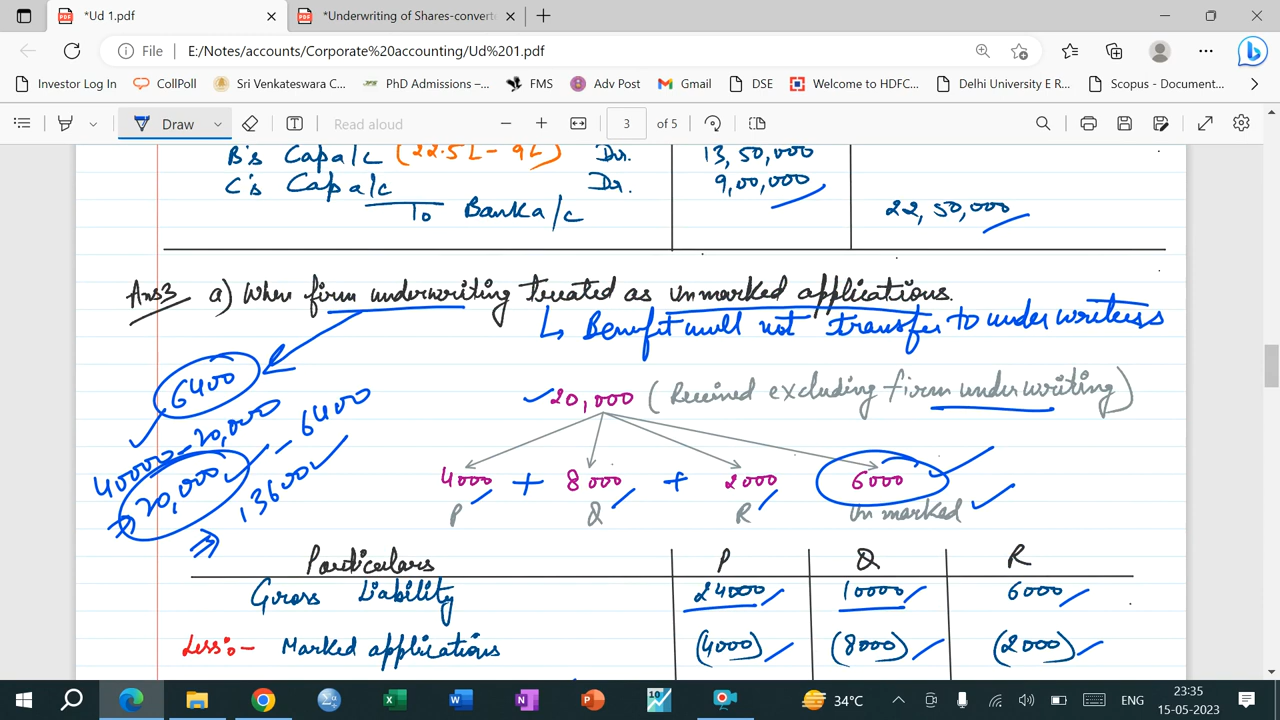 *Ud 1.pdf
*Underwriting of Shares-convert
File
E:/Notes/accounts/Corporate%20accounting/Ud%201.pdf
Investor Log In
CollPoll
Sri Venkateswara C...
PhD Admissions –...
FMS
Adv Post
Gmail
DSE
Welcome to HDFC...
Delhi University E R...
Scopus - Document...
Draw
Read aloud
3 of 5
B's Cap a/c (22.5L - 9L) Dr. 13,50,000
C's Cap a/c Dr. 9,00,000
To Bank a/c 22,50,000
Ans3 a) When firm underwriting treated as unmarked applications.
↳ Benefit will not transfer to underwriters
6400
20,000 (Received excluding firm underwriting)
40000 - 20,000
20,000 - 6400
⇒ 13600
4000 + 8000 + 2000 6000
P Q R Unmarked
Particulars P Q R
Gross Liability 24000 10000 6000
Less:- Marked applications (4000) (8000) (2000)
34°C
ENG
23:35
15-05-2023